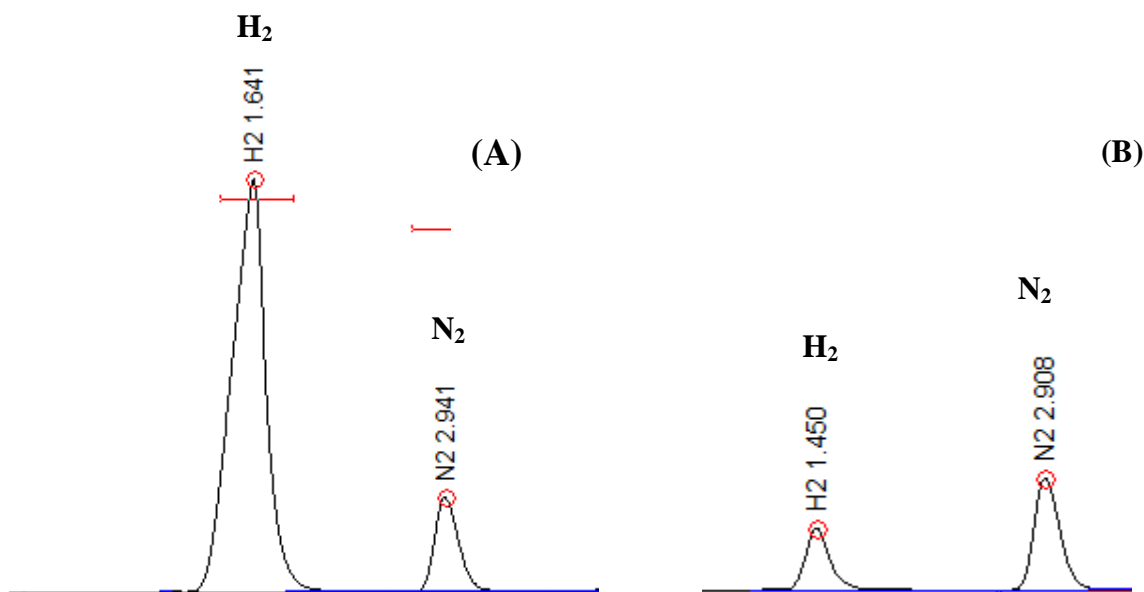 H₂
H2 1.641
(A)
N₂
N2 2.941
(B)
N₂
H₂
H2 1.450
N2 2.908